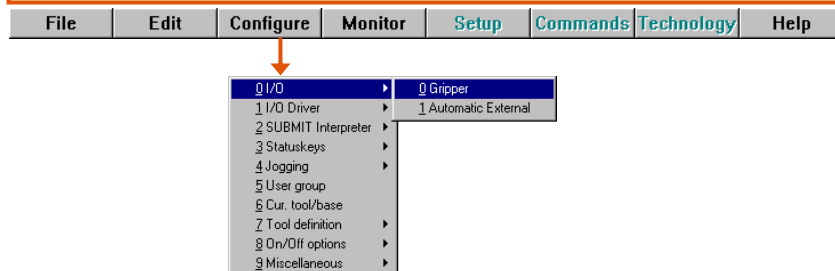 File Edit Configure Monitor Setup Commands Technology Help
0 I/O
0 Gripper
1 I/O Driver
1 Automatic External
2 SUBMIT Interpreter
3 Statuskeys
4 Jogging
5 User group
6 Cur. tool/base
7 Tool definition
8 On/Off options
9 Miscellaneous